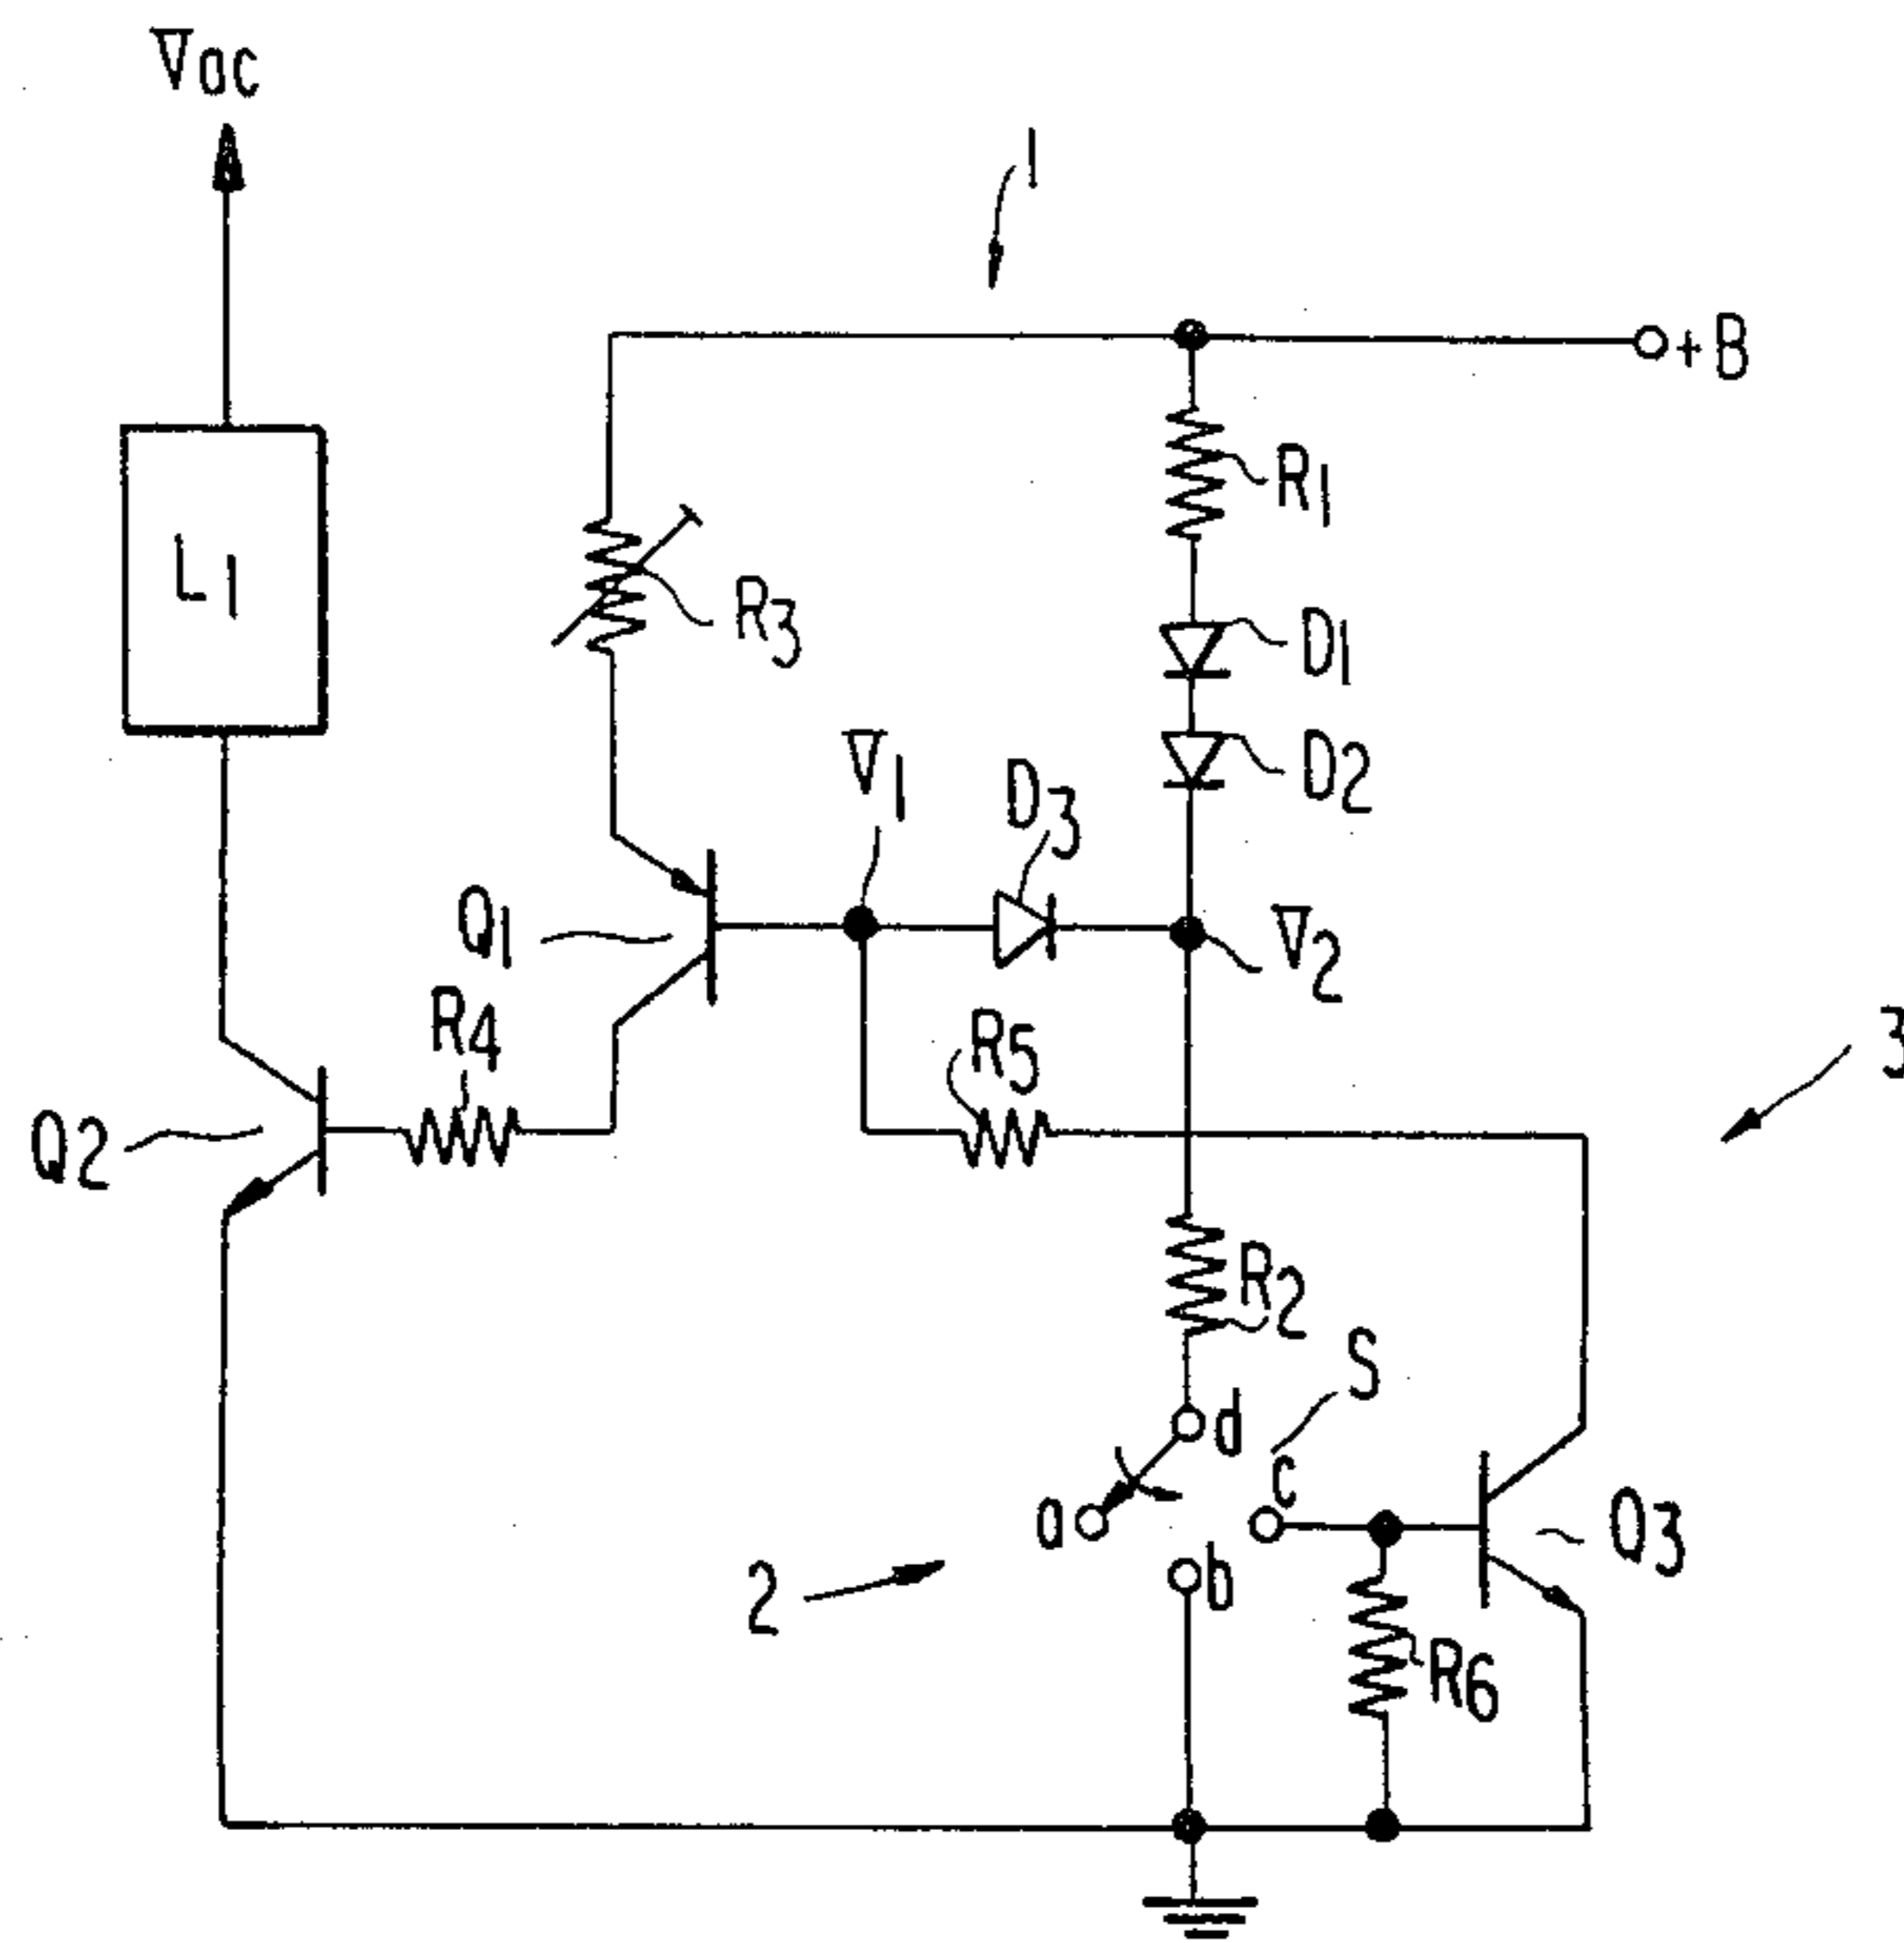 Vac
1
+B
R1
L1
R3
D1
V1
D3
D2
Q1
V2
R4
R5
3
Q2
R2
S
d
c
a
Q3
b
2
R6